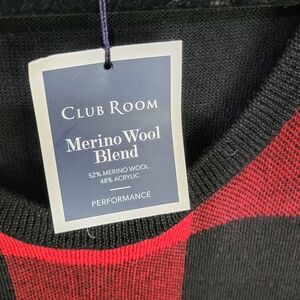 CLUB ROOM
Merino Wool
Blend
52% MERINO WOOL
48% ACRYLIC
PERFORMANCE